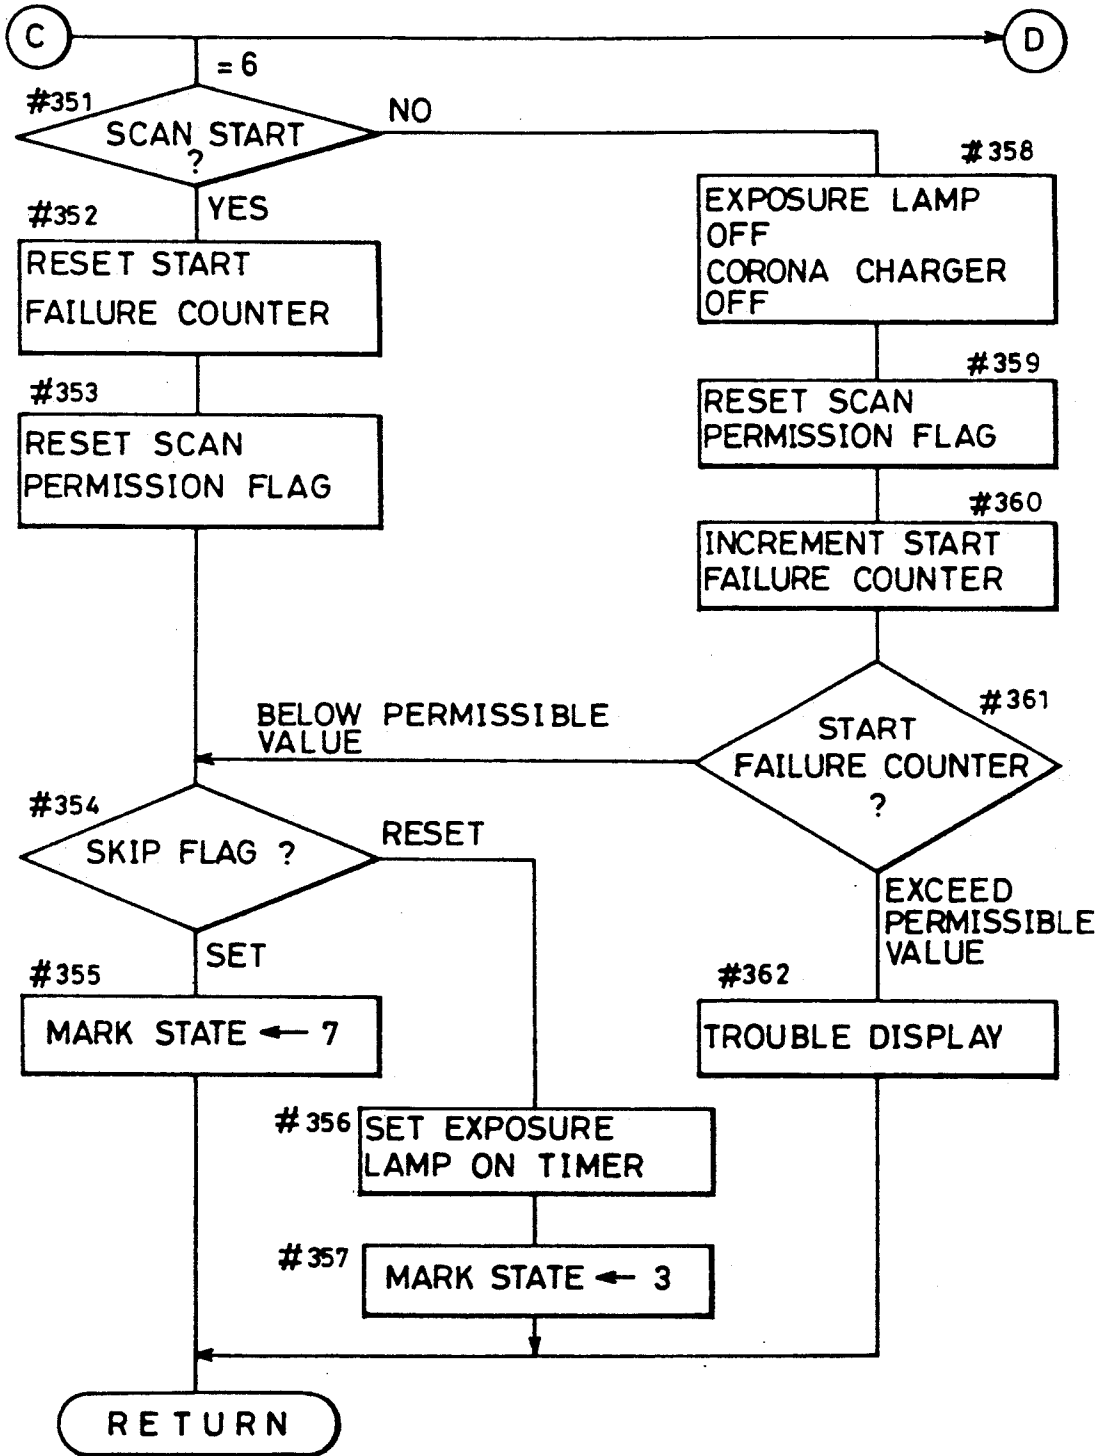 C
D
= 6
#351
SCAN START
?
NO
YES
#352
RESET START
FAILURE COUNTER
#353
RESET SCAN
PERMISSION FLAG
#358
EXPOSURE LAMP
OFF
CORONA CHARGER
OFF
#359
RESET SCAN
PERMISSION FLAG
#360
INCREMENT START
FAILURE COUNTER
#361
START
FAILURE COUNTER
?
BELOW PERMISSIBLE
VALUE
EXCEED
PERMISSIBLE
VALUE
#362
TROUBLE DISPLAY
#354
SKIP FLAG ?
RESET
SET
#355
MARK STATE ← 7
#356
SET EXPOSURE
LAMP ON TIMER
#357
MARK STATE ← 3
RETURN